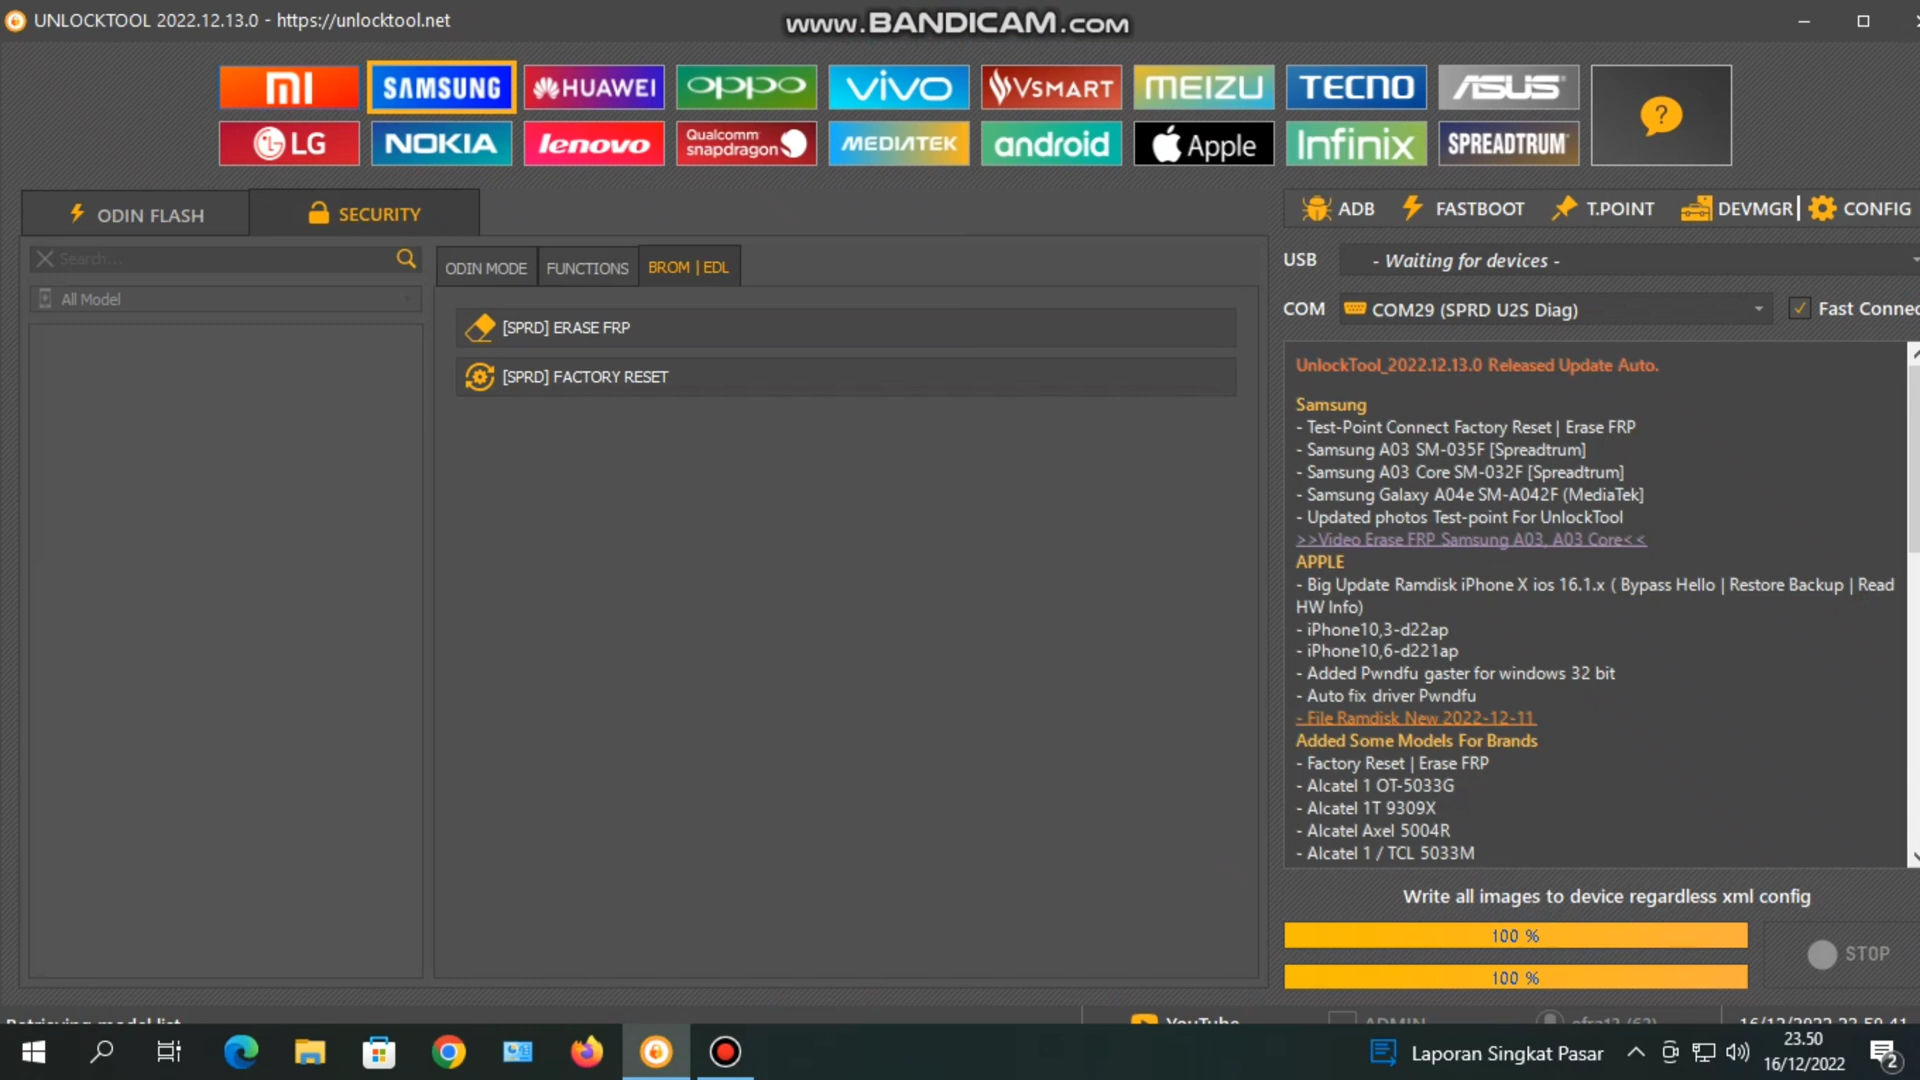 UNLOCKTOOL 2022.12.13.0 - https://unlocktool.net
www.BANDICAM.com
MI
SAMSUNG
HUAWEI
oppo
vivo
VSMART
MEIZU
TECNO
ASUS
?
LG
NOKIA
lenovo
Qualcomm
snapdragon
MEDIATEK
android
Apple
Infinix
SPREADTRUM
ODIN FLASH
SECURITY
ADB
FASTBOOT
T.POINT
DEVMGR
CONFIG
Search...
ODIN MODE
FUNCTIONS
BROM | EDL
USB
- Waiting for devices -
All Model
COM
COM29 (SPRD U2S Diag)
Fast Connec
[SPRD] ERASE FRP
[SPRD] FACTORY RESET
UnlockTool_2022.12.13.0 Released Update Auto.
Samsung
- Test-Point Connect Factory Reset | Erase FRP
- Samsung A03 SM-035F [Spreadtrum]
- Samsung A03 Core SM-032F [Spreadtrum]
- Samsung Galaxy A04e SM-A042F (MediaTek]
- Updated photos Test-point For UnlockTool
>>Video Erase FRP Samsung A03, A03 Core<<
APPLE
- Big Update Ramdisk iPhone X ios 16.1.x ( Bypass Hello | Restore Backup | Read
HW Info)
- iPhone10,3-d22ap
- iPhone10,6-d221ap
- Added Pwndfu gaster for windows 32 bit
- Auto fix driver Pwndfu
- File Ramdisk New 2022-12-11
Added Some Models For Brands
- Factory Reset | Erase FRP
- Alcatel 1 OT-5033G
- Alcatel 1T 9309X
- Alcatel Axel 5004R
- Alcatel 1 / TCL 5033M
Write all images to device regardless xml config
100 %
STOP
100 %
Retrieving model list
YouTube
ADMIN
Laporan Singkat Pasar
23.50
16/12/2022
2